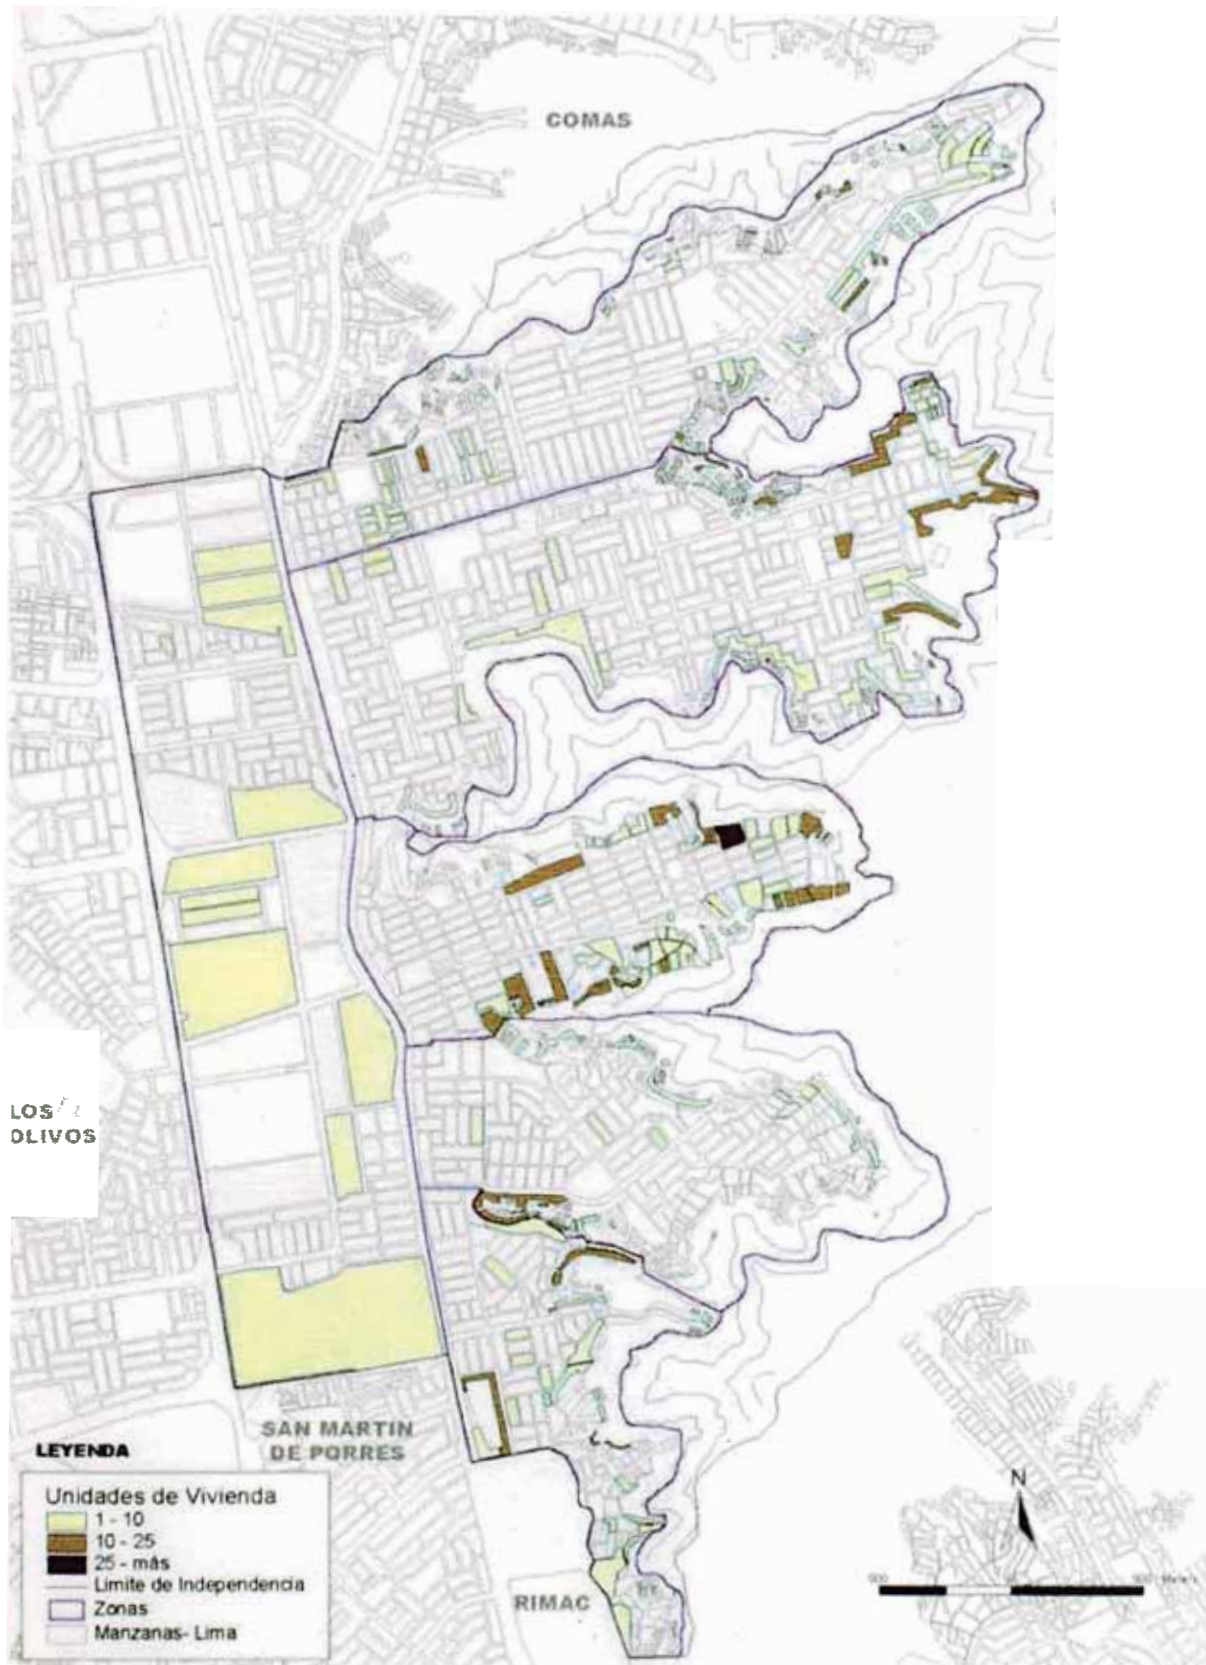 COMAS
LOS
OLIVOS
SAN MARTIN
DE PORRES
LEYENDA
Unidades de Vivienda
1 - 10
10 - 25
25 - más
Limite de Independencia
Zonas
Manzanas- Lima
RIMAC
N